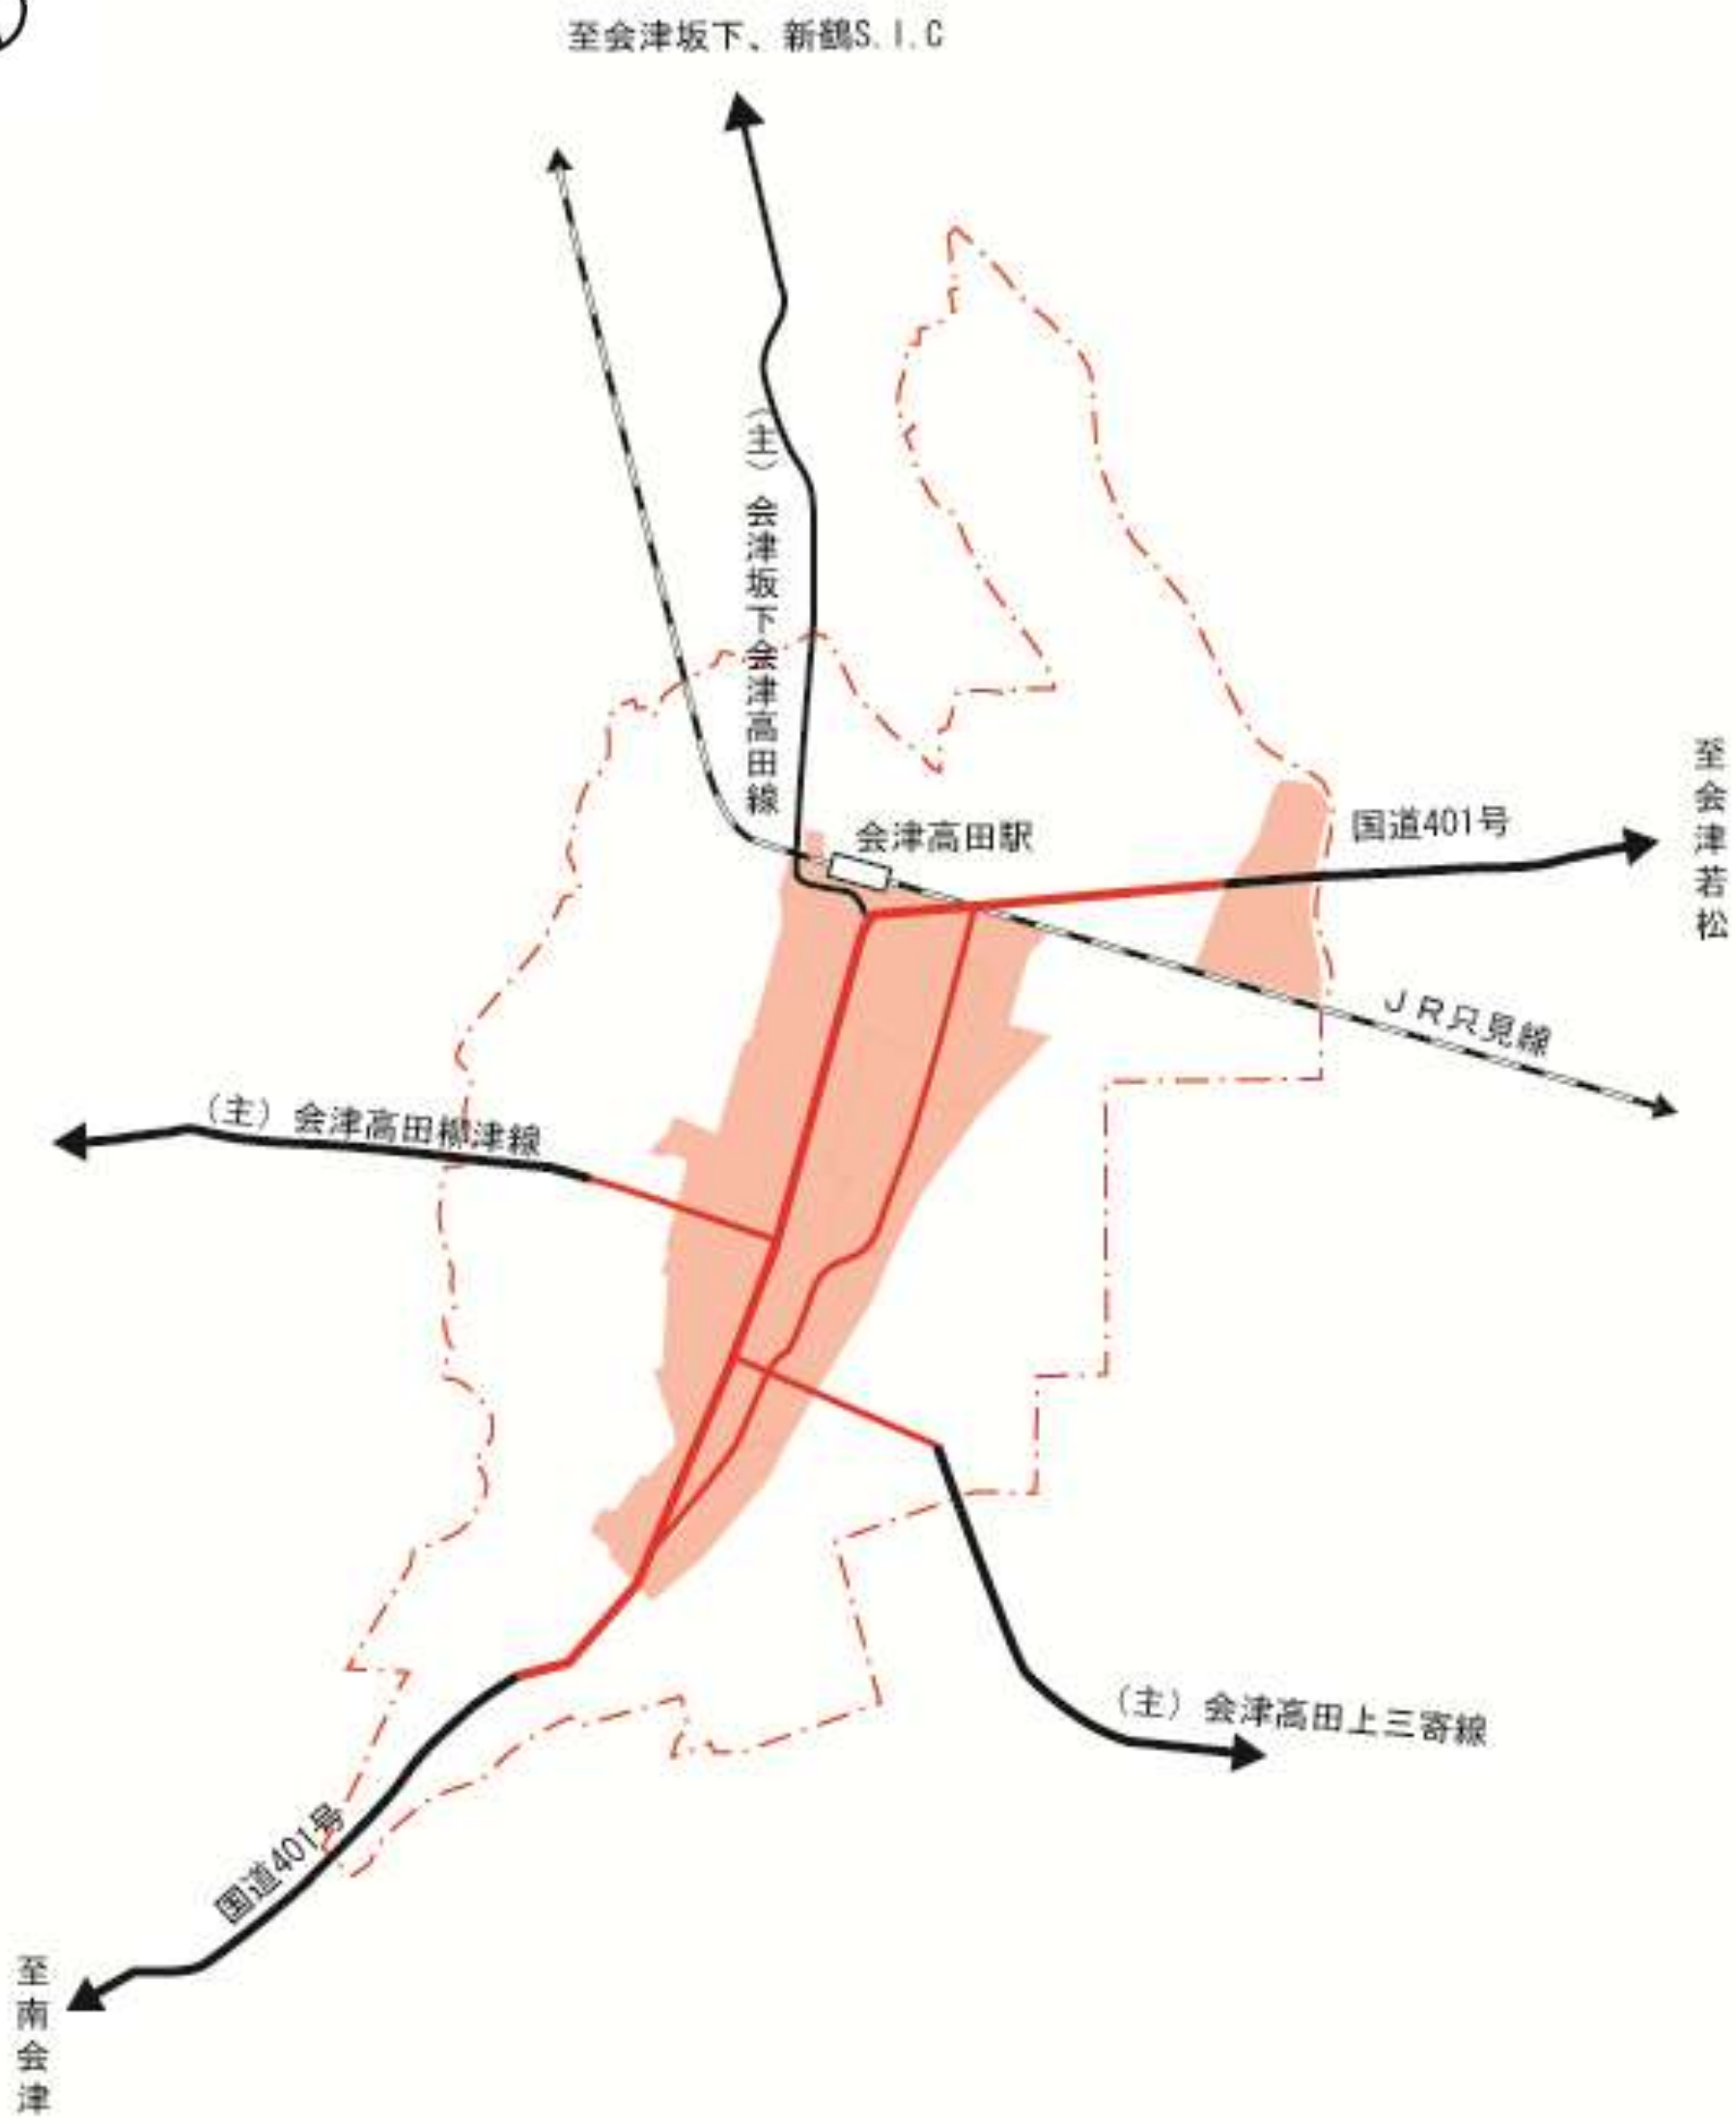 至会津坂下、新鶴S.I.C
（主）会津坂下会津高田線
会津高田駅
国道401号
至会津若松
JR只見線
（主）会津高田柳津線
（主）会津高田上三寄線
国道401号
至南会津